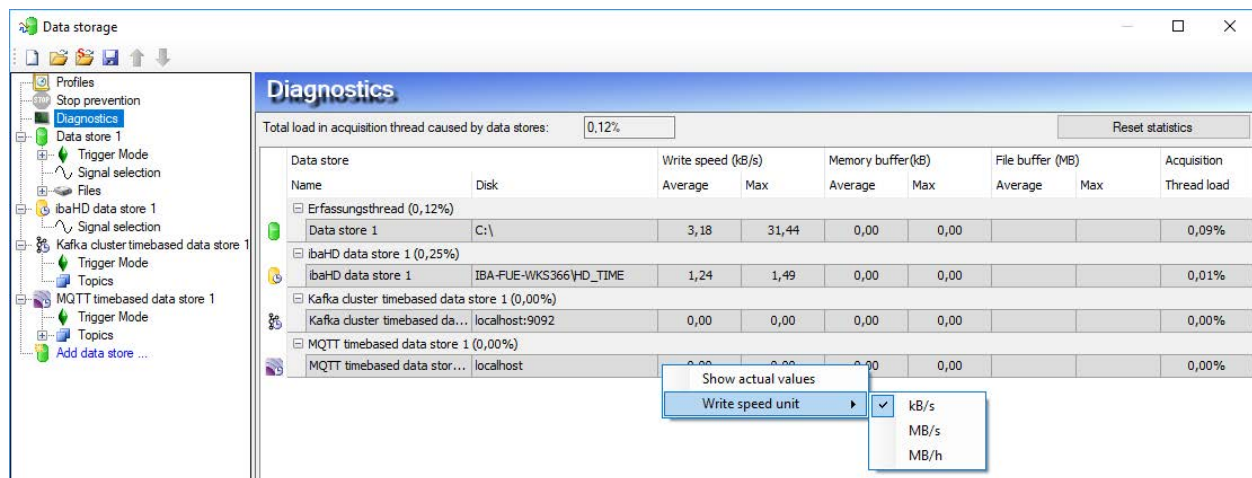 Data storage
Profiles
Stop prevention
Diagnostics
Data store 1
Trigger Mode
Signal selection
Files
ibaHD data store 1
Signal selection
Kafka cluster timebased data store 1
Trigger Mode
Topics
MQTT timebased data store 1
Trigger Mode
Topics
Add data store ...
Diagnostics
Total load in acquisition thread caused by data stores: 0,12% Reset statistics
Data store Write speed (kB/s) Memory buffer(kB) File buffer (MB) Acquisition
Name Disk Average Max Average Max Average Max Thread load
Erfassungsthread (0,12%)
Data store 1 C:\ 3,18 31,44 0,00 0,00 0,09%
ibaHD data store 1 (0,25%)
ibaHD data store 1 IBA-FUE-WKS366\HD_TIME 1,24 1,49 0,00 0,00 0,01%
Kafka cluster timebased data store 1 (0,00%)
Kafka cluster timebased da... localhost:9092 0,00 0,00 0,00 0,00 0,00%
MQTT timebased data store 1 (0,00%)
MQTT timebased data stor... localhost 0,00 0,00%
Show actual values
Write speed unit
kB/s
MB/s
MB/h